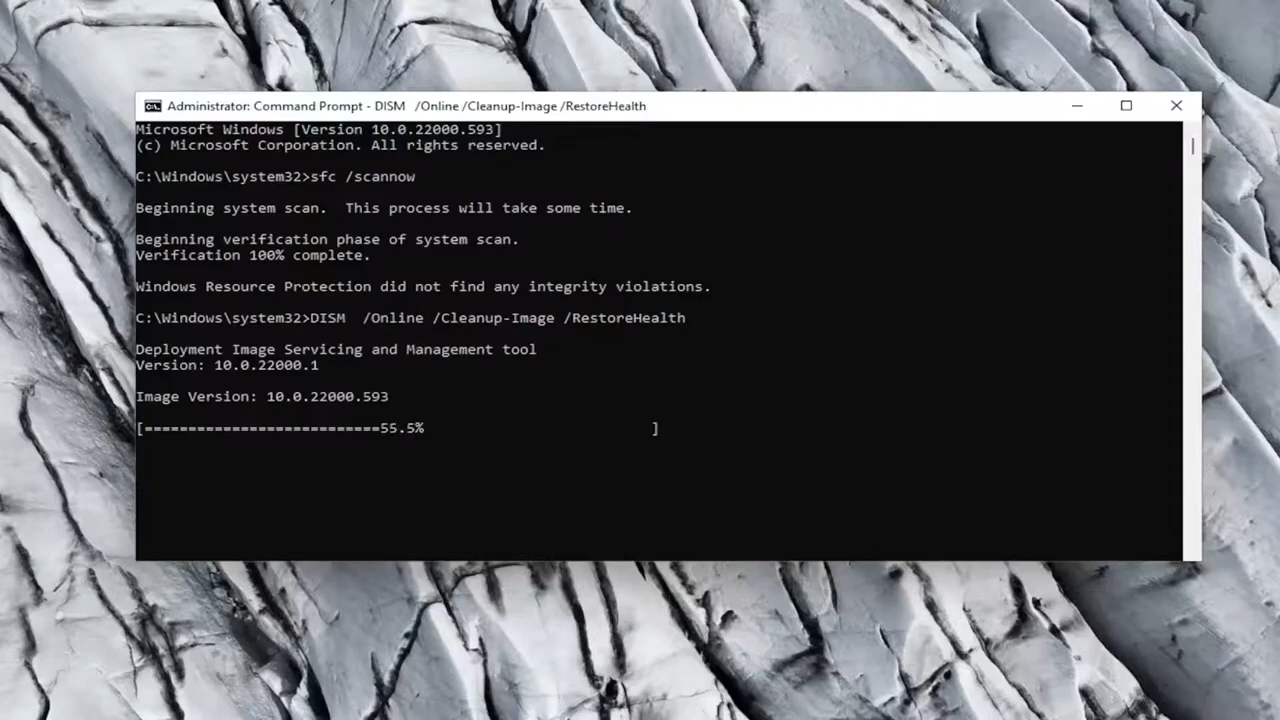 Administrator: Command Prompt - DISM  /Online /Cleanup-Image /RestoreHealth
Microsoft Windows [Version 10.0.22000.593]
(c) Microsoft Corporation. All rights reserved.
C:\Windows\system32>sfc /scannow
Beginning system scan.  This process will take some time.
Beginning verification phase of system scan.
Verification 100% complete.
Windows Resource Protection did not find any integrity violations.
C:\Windows\system32>DISM  /Online /Cleanup-Image /RestoreHealth
Deployment Image Servicing and Management tool
Version: 10.0.22000.1
Image Version: 10.0.22000.593
[===========================55.5%                          ]